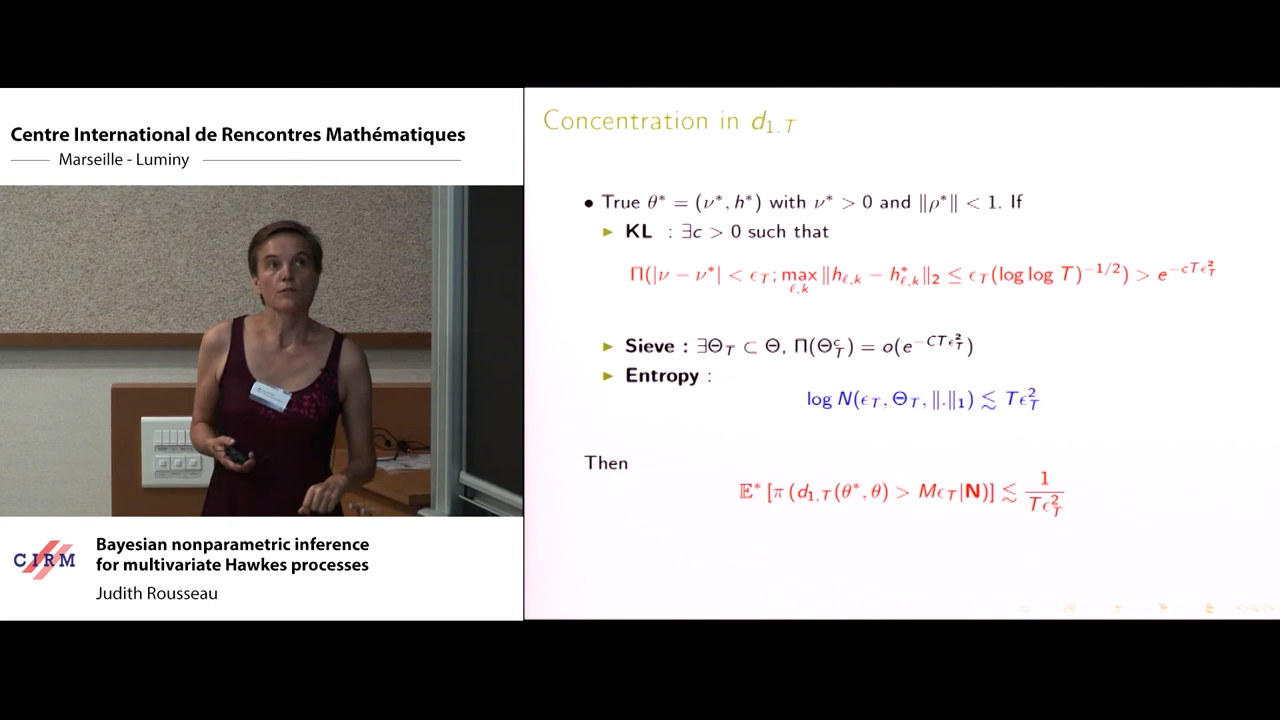 Centre International de Rencontres Mathématiques
Marseille - Luminy
Concentration in d_{1,T}
• True θ* = (ν*, h*) with ν* > 0 and ‖ρ*‖ < 1. If
► KL : ∃c > 0 such that
Π(|ν − ν*| < ϵ_T; max_{ℓ,k} ‖h_{ℓ,k} − h*_{ℓ,k}‖_2 ≤ ϵ_T(log log T)^{−1/2}) > e^{−cTϵ_T^2}
► Sieve : ∃Θ_T ⊂ Θ, Π(Θ_T^c) = o(e^{−CTϵ_T^2})
► Entropy :
log N(ϵ_T, Θ_T, ‖.‖_1) ≲ Tϵ_T^2
Then
𝔼* [π (d_{1,T}(θ*, θ) > Mϵ_T|N)] ≲ 1/(Tϵ_T^2)
CIRM
Bayesian nonparametric inference
for multivariate Hawkes processes
Judith Rousseau